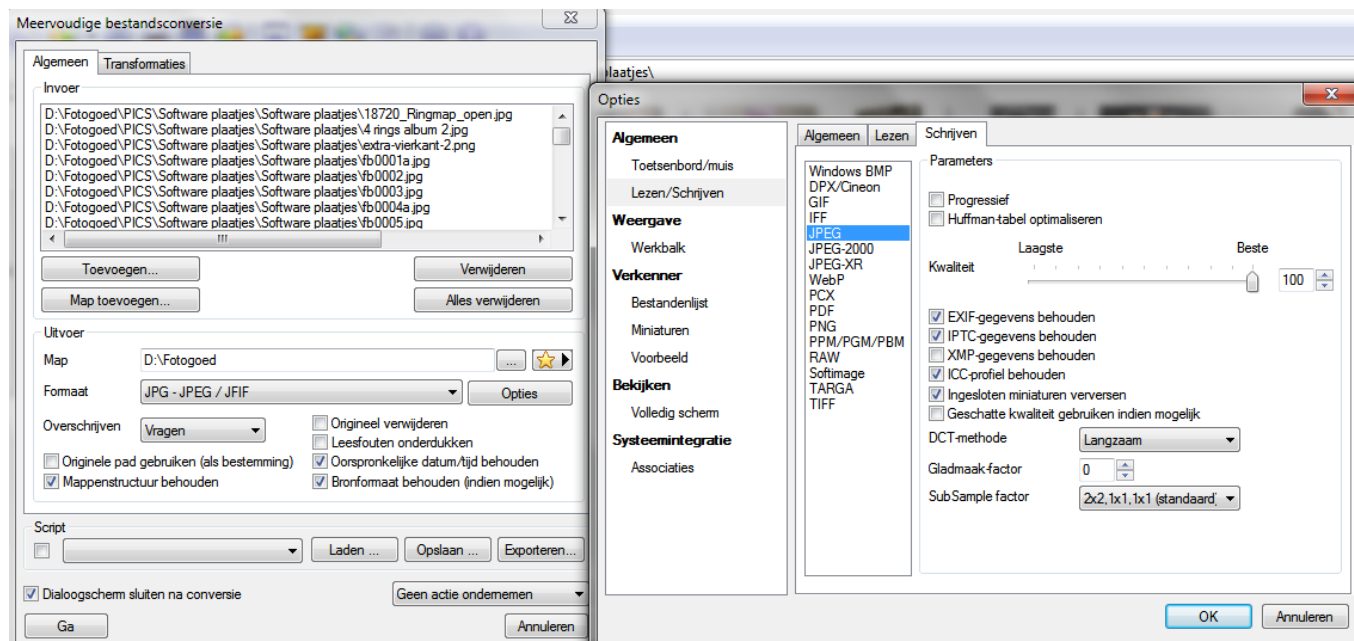 Meervoudige bestandsconversie
Algemeen
Transformaties
Invoer
D:\Fotogoed\PICS\Software plaatjes\Software plaatjes\18720_Ringmap_open.jpg
D:\Fotogoed\PICS\Software plaatjes\Software plaatjes\4 rings album 2.jpg
D:\Fotogoed\PICS\Software plaatjes\Software plaatjes\extra-vierkant-2.png
D:\Fotogoed\PICS\Software plaatjes\Software plaatjes\fb0001a.jpg
D:\Fotogoed\PICS\Software plaatjes\Software plaatjes\fb0002.jpg
D:\Fotogoed\PICS\Software plaatjes\Software plaatjes\fb0003.jpg
D:\Fotogoed\PICS\Software plaatjes\Software plaatjes\fb0004a.jpg
D:\Fotogoed\PICS\Software plaatjes\Software plaatjes\fb0005.jpg
Toevoegen...
Verwijderen
Map toevoegen...
Alles verwijderen
Uitvoer
Map
D:\Fotogoed
...
Formaat
JPG - JPEG / JFIF
Opties
Overschrijven
Vragen
Origineel verwijderen
Leesfouten onderdukken
Originele pad gebruiken (als bestemming)
Oorspronkelijke datum/tijd behouden
Mappenstructuur behouden
Bronformaat behouden (indien mogelijk)
Script
Laden ...
Opslaan ...
Exporteren...
Dialoogscherm sluiten na conversie
Geen actie ondernemen
Ga
Annuleren
laatjes\
Opties
Algemeen
Toetsenbord/muis
Lezen/Schrijven
Weergave
Werkbalk
Verkenner
Bestandenlijst
Miniaturen
Voorbeeld
Bekijken
Volledig scherm
Systeemintegratie
Associaties
Algemeen
Lezen
Schrijven
Windows BMP
DPX/Cineon
GIF
IFF
JPEG
JPEG-2000
JPEG-XR
WebP
PCX
PDF
PNG
PPM/PGM/PBM
RAW
Softimage
TARGA
TIFF
Parameters
Progressief
Huffman-tabel optimaliseren
Laagste
Beste
Kwaliteit
100
EXIF-gegevens behouden
IPTC-gegevens behouden
XMP-gegevens behouden
ICC-profiel behouden
Ingesloten miniaturen verversen
Geschatte kwaliteit gebruiken indien mogelijk
DCT-methode
Langzaam
Gladmaak-factor
0
SubSample factor
2x2,1x1,1x1 (standaard)
OK
Annuleren